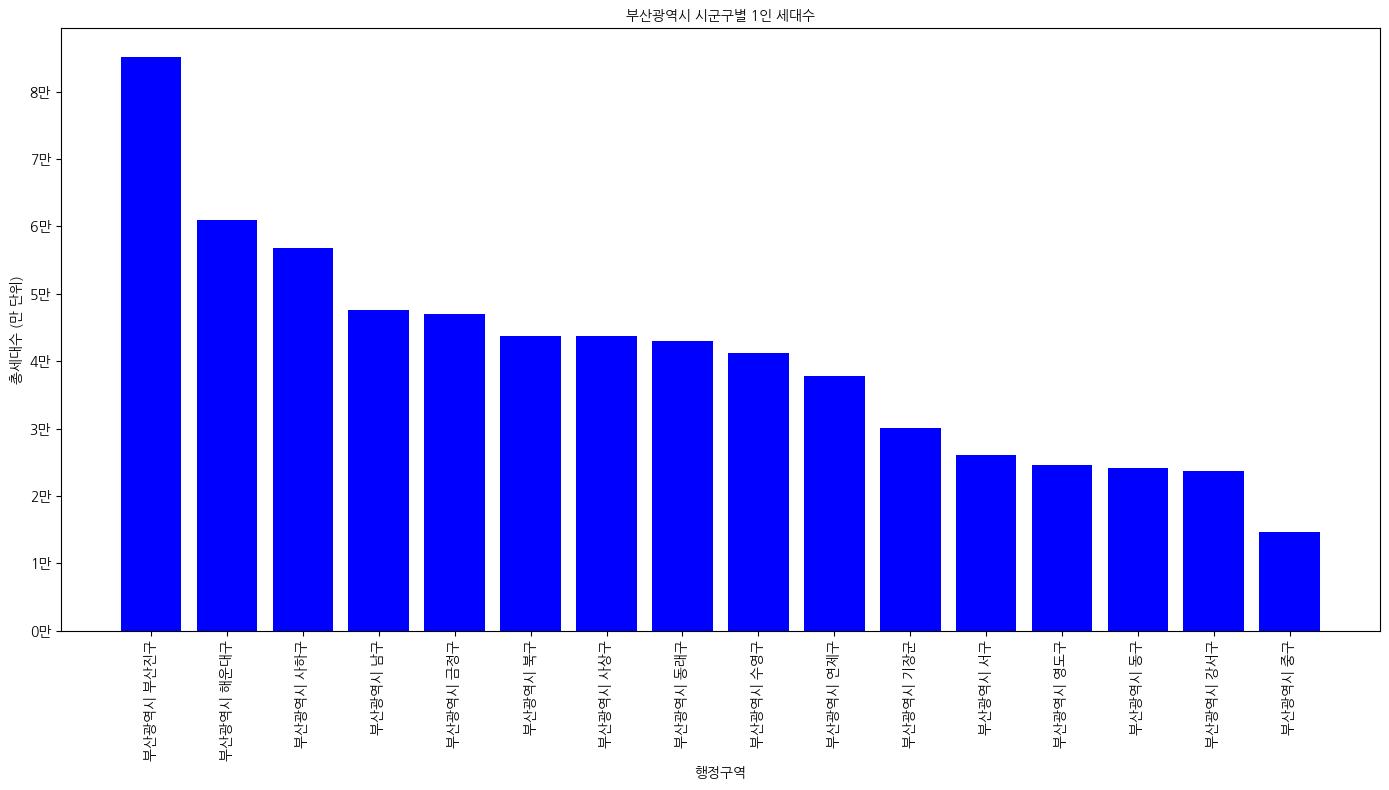 부산광역시 시군구별 1인 세대수
총세대수 (만 단위)
8만
7만
6만
5만
4만
3만
2만
1만
0만
부산광역시 부산진구
부산광역시 해운대구
부산광역시 사하구
부산광역시 남구
부산광역시 금정구
부산광역시 북구
부산광역시 사상구
부산광역시 동래구
부산광역시 수영구
부산광역시 연제구
부산광역시 기장군
부산광역시 서구
부산광역시 영도구
부산광역시 동구
부산광역시 강서구
부산광역시 중구
행정구역